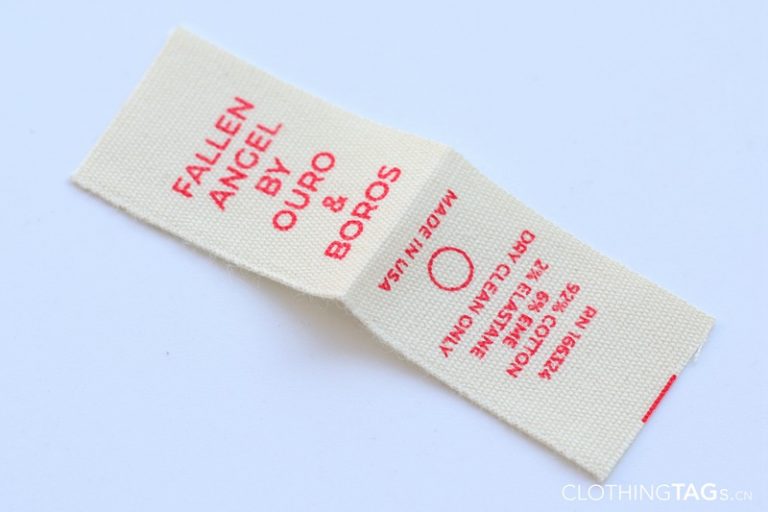 FALLEN
ANGEL
BY
OURO
&
BOROS
RN 166324
92% COTTON
6% EME
2% ELASTANE
DRY CLEAN ONLY
MADE IN USA
CLOTHINGTAGs.CN